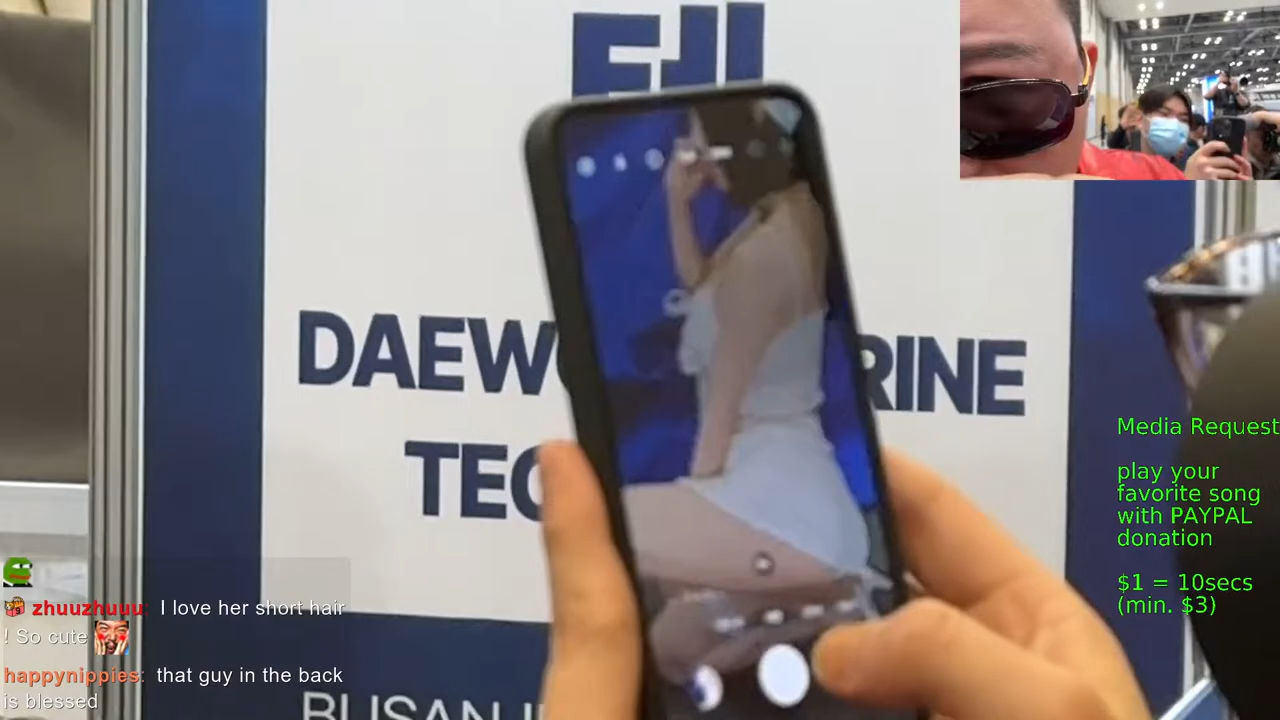 DAEW RINE
TEC
BUSAN
Media Request
play your
favorite song
with PAYPAL
donation
$1 = 10secs
(min. $3)
zhuuzhuuu: I love her short hair
! So cute
happynippies: that guy in the back
is blessed